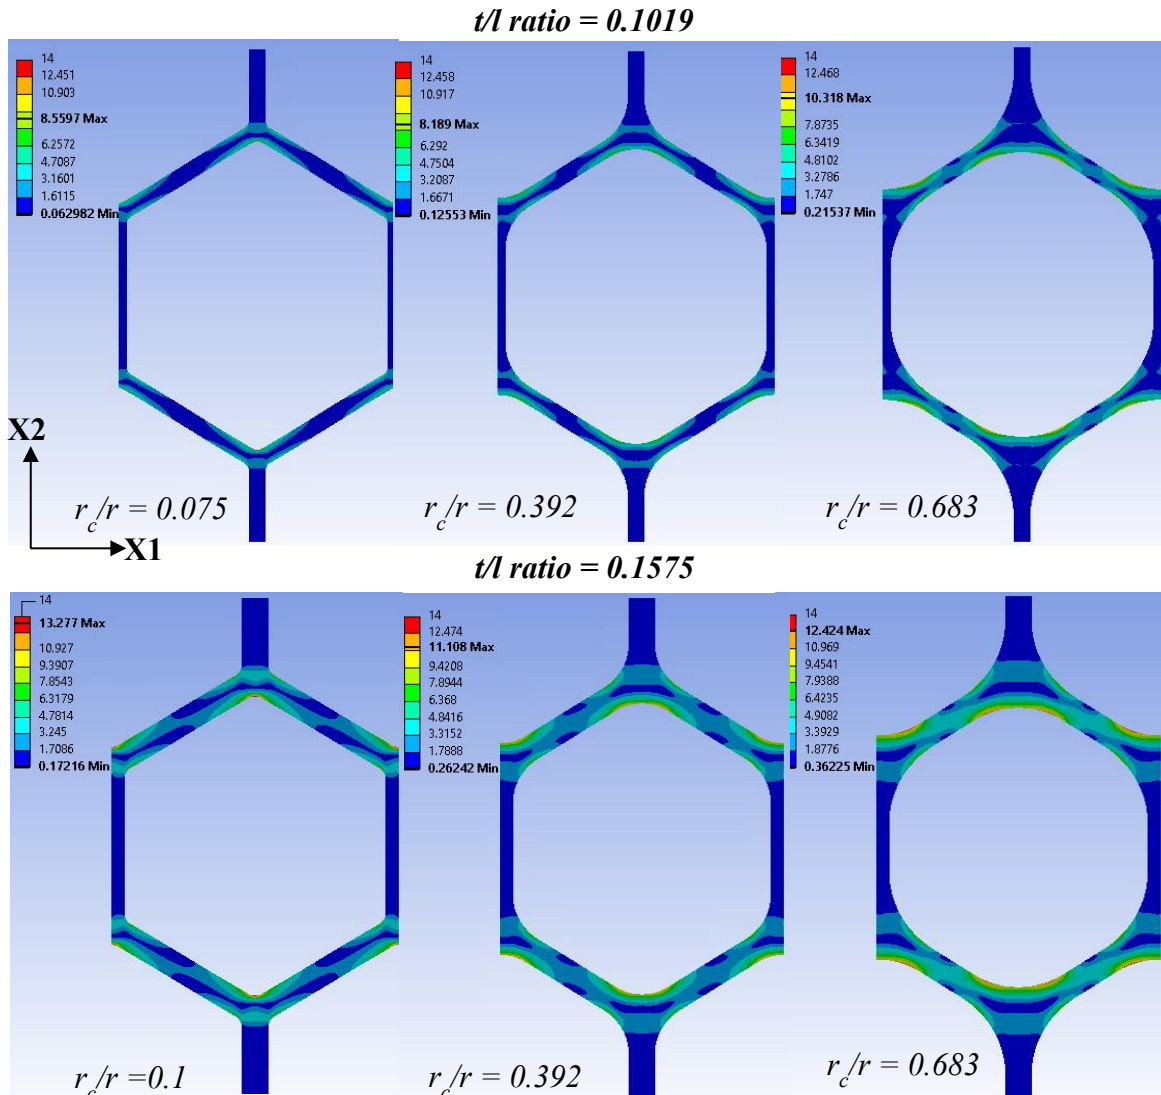 t/l ratio = 0.1019
14
12.451
10.903
8.5597 Max
6.2572
4.7087
3.1601
1.6115
0.062982 Min
14
12.458
10.917
8.189 Max
6.292
4.7504
3.2087
1.6671
0.12553 Min
14
12.468
10.318 Max
7.8735
6.3419
4.8102
3.2786
1.747
0.21537 Min
X2
X1
r_c/r = 0.075
r_c/r = 0.392
r_c/r = 0.683
t/l ratio = 0.1575
14
13.277 Max
10.927
9.3907
7.8543
6.3179
4.7814
3.245
1.7086
0.17216 Min
14
12.474
11.108 Max
9.4208
7.8944
6.368
4.8416
3.3152
1.7888
0.26242 Min
14
12.424 Max
10.969
9.4541
7.9388
6.4235
4.9082
3.3929
1.8776
0.36225 Min
r_c/r =0.1
r_c/r = 0.392
r_c/r = 0.683